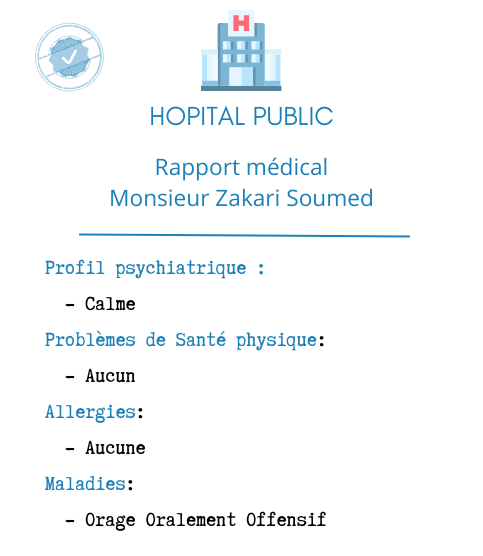 H
HOPITAL PUBLIC
Rapport médical
Monsieur Zakari Soumed
Profil psychiatrique :
- Calme
Problèmes de Santé physique:
- Aucun
Allergies:
- Aucune
Maladies:
- Orage Oralement Offensif